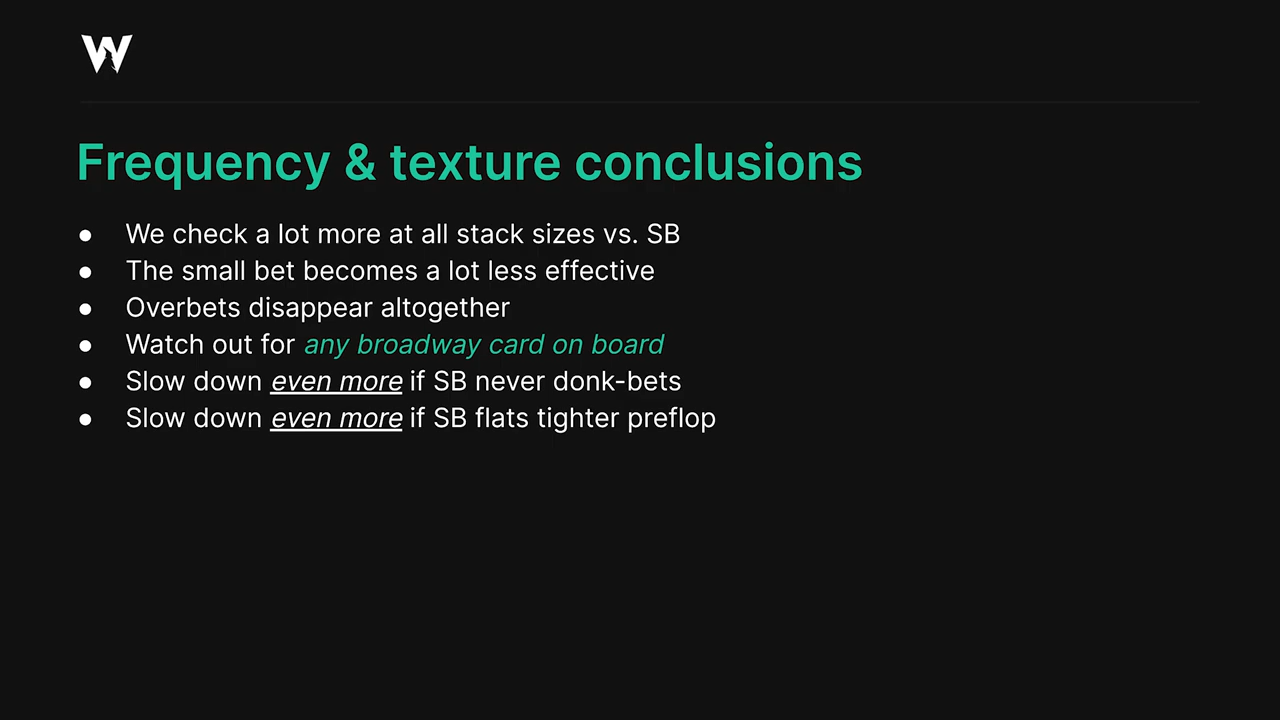 W
Frequency & texture conclusions
● We check a lot more at all stack sizes vs. SB
● The small bet becomes a lot less effective
● Overbets disappear altogether
● Watch out for any broadway card on board
● Slow down even more if SB never donk-bets
● Slow down even more if SB flats tighter preflop